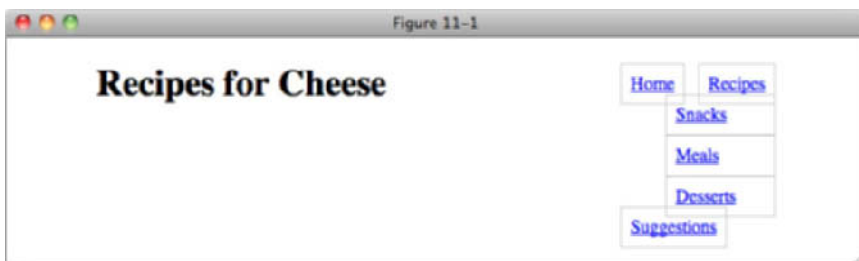 Figure 11-1
Recipes for Cheese
Home Recipes
Snacks
Meals
Desserts
Suggestions